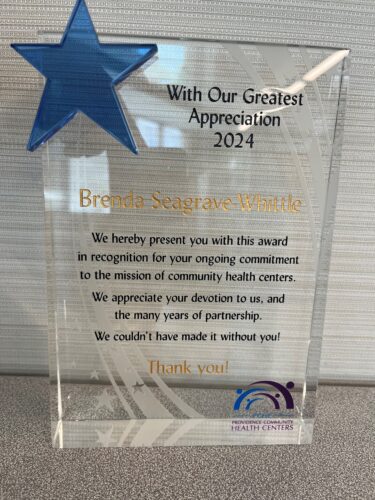 With Our Greatest
Appreciation
2024
Brenda Seagrave-Whittle
We hereby present you with this award
in recognition for your ongoing commitment
to the mission of community health centers.
We appreciate your devotion to us, and
the many years of partnership.
We couldn't have made it without you!
Thank you!
PCHC
PROVIDENCE COMMUNITY
HEALTH CENTERS